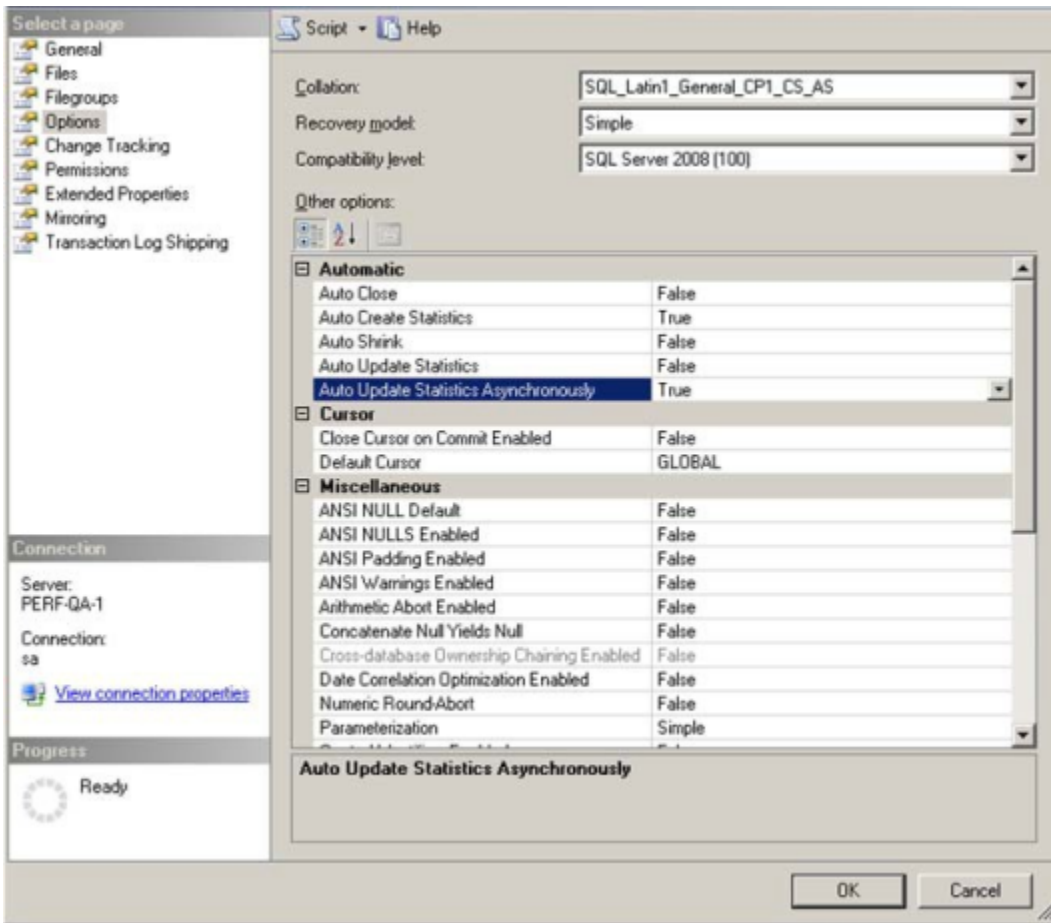 Select a page
General
Files
Filegroups
Options
Change Tracking
Permissions
Extended Properties
Mirroring
Transaction Log Shipping
Connection
Server:
PERF-QA-1
Connection:
sa
View connection properties
Progress
Ready
Script Help
Collation: SQL_Latin1_General_CP1_CS_AS
Recovery model: Simple
Compatibility level: SQL Server 2008 (100)
Other options:
Automatic
Auto Close False
Auto Create Statistics True
Auto Shrink False
Auto Update Statistics False
Auto Update Statistics Asynchronously True
Cursor
Close Cursor on Commit Enabled False
Default Cursor GLOBAL
Miscellaneous
ANSI NULL Default False
ANSI NULLS Enabled False
ANSI Padding Enabled False
ANSI Warnings Enabled False
Arithmetic Abort Enabled False
Concatenate Null Yields Null False
Cross-database Ownership Chaining Enabled False
Date Correlation Optimization Enabled False
Numeric Round-Abort False
Parameterization Simple
Auto Update Statistics Asynchronously
OK Cancel